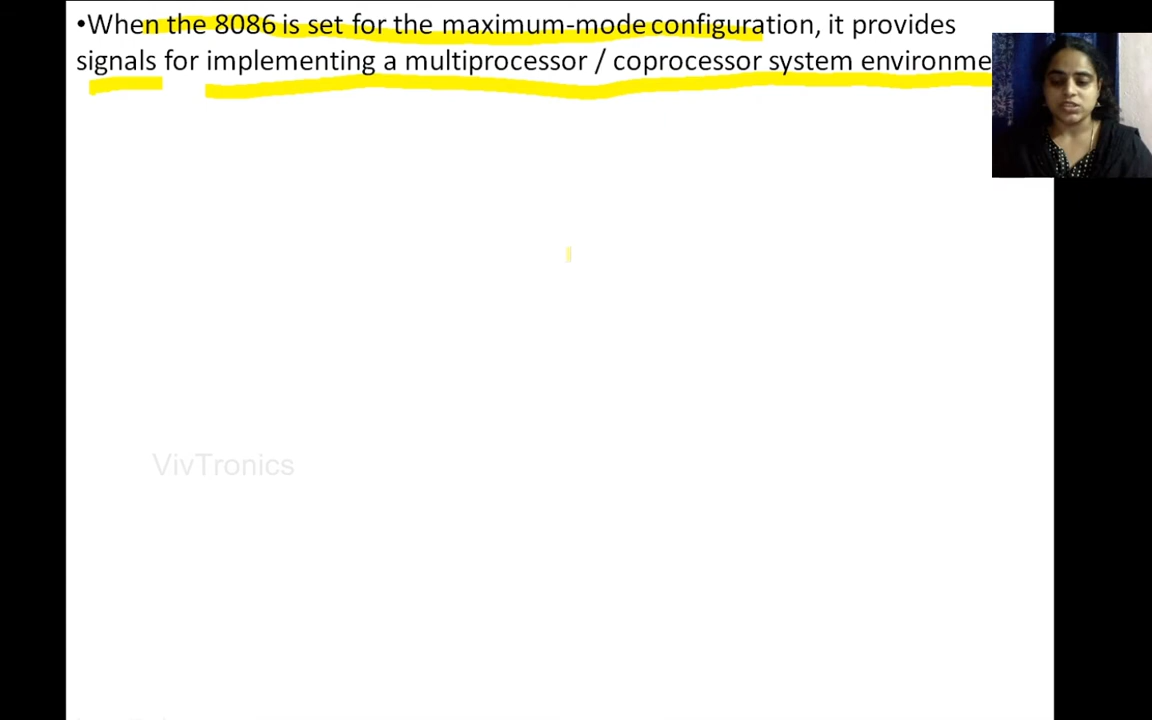 •When the 8086 is set for the maximum-mode configuration, it provides
signals for implementing a multiprocessor / coprocessor system environme
VivTronics